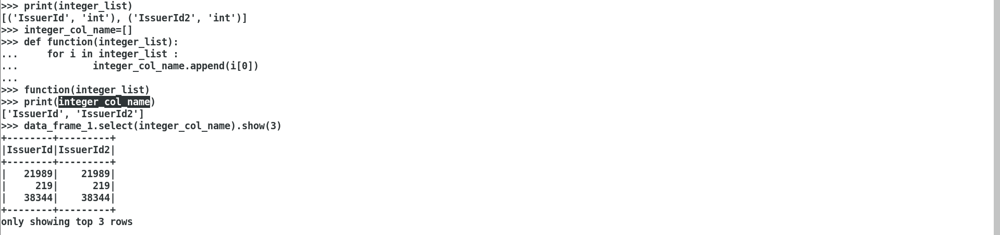 >>> print(integer_list)
[('IssuerId', 'int'), ('IssuerId2', 'int')]
>>> integer_col_name=[]
>>> def function(integer_list):
...     for i in integer_list :
...             integer_col_name.append(i[0])
...
>>> function(integer_list)
>>> print(integer_col_name)
['IssuerId', 'IssuerId2']
>>> data_frame_1.select(integer_col_name).show(3)
+--------+---------+
|IssuerId|IssuerId2|
+--------+---------+
|   21989|    21989|
|     219|      219|
|   38344|    38344|
+--------+---------+
only showing top 3 rows